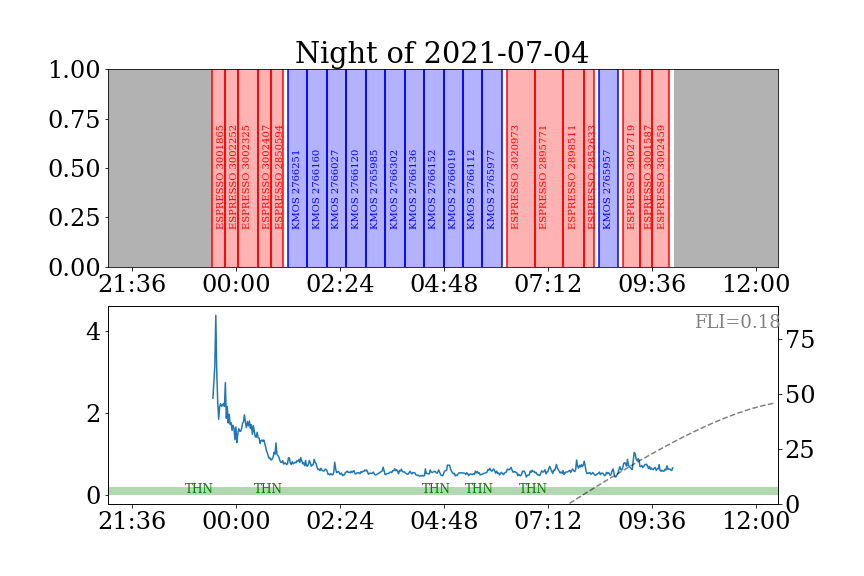 Night of 2021-07-04
1.00
0.75
0.50
0.25
0.00
ESPRESSO 3001865
ESPRESSO 3002252
ESPRESSO 3002325
ESPRESSO 3002407
ESPRESSO 2850594
KMOS 2766251
KMOS 2766160
KMOS 2766027
KMOS 2766120
KMOS 2765985
KMOS 2766302
KMOS 2766136
KMOS 2766152
KMOS 2766019
KMOS 2766112
KMOS 2765977
ESPRESSO 3020973
ESPRESSO 2895771
ESPRESSO 2898511
ESPRESSO 2852633
KMOS 2765957
ESPRESSO 3002719
ESPRESSO 3001587
ESPRESSO 3002459
21:36 00:00 02:24 04:48 07:12 09:36 12:00
FLI=0.18
4
2
0
75
50
25
0
THN THN THN THN THN
21:36 00:00 02:24 04:48 07:12 09:36 12:00